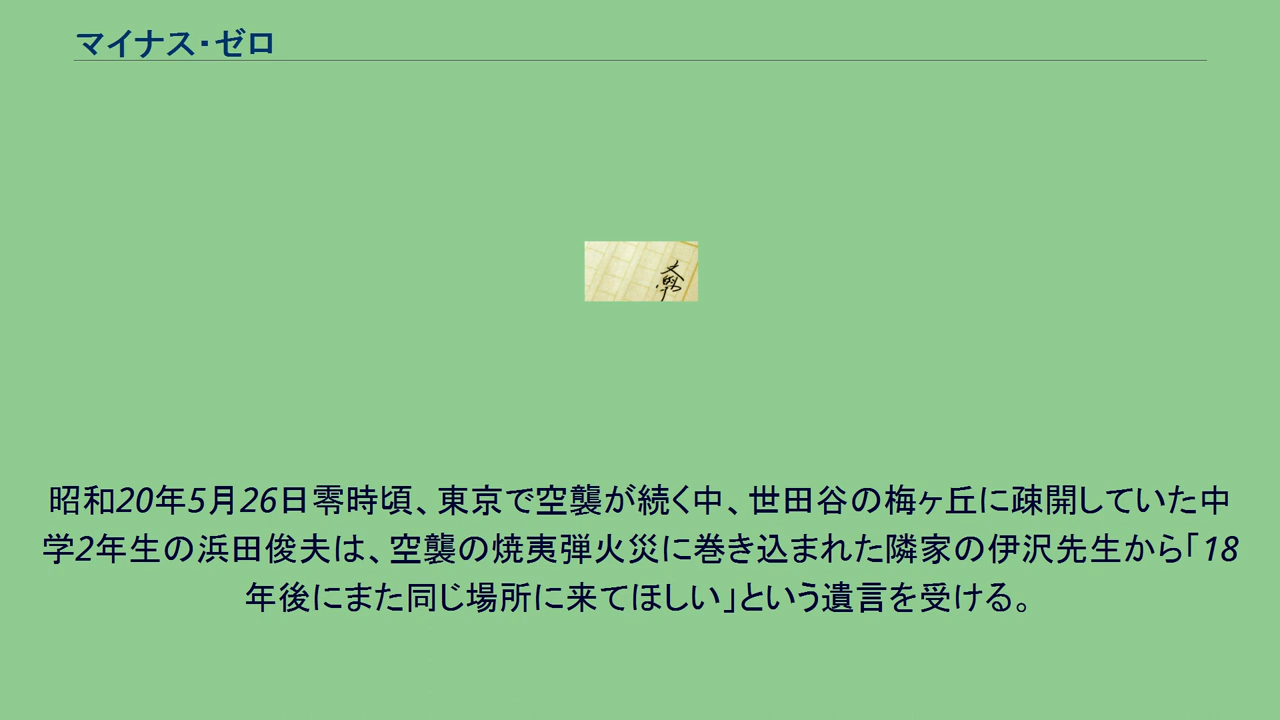 マイナス・ゼロ
昭和20年5月26日零時頃、東京で空襲が続く中、世田谷の梅ヶ丘に疎開していた中
学2年生の浜田俊夫は、空襲の焼夷弾火災に巻き込まれた隣家の伊沢先生から「18
年後にまた同じ場所に来てほしい」という遺言を受ける。